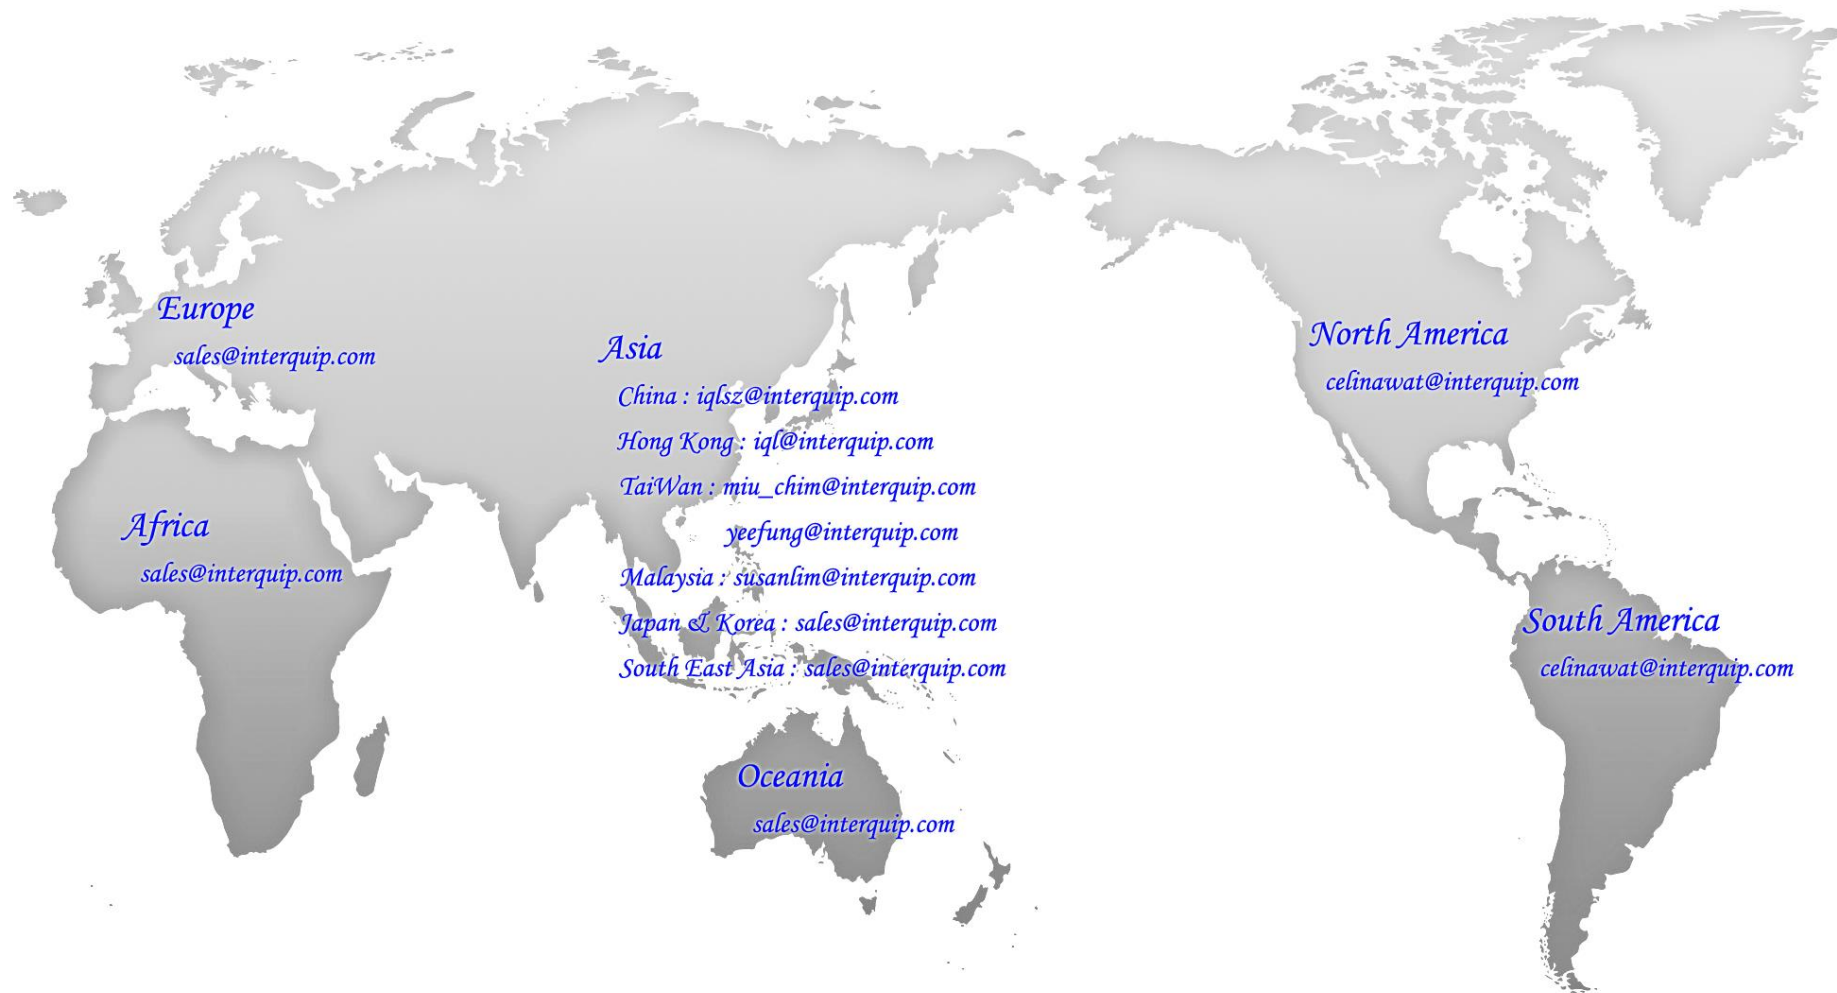 Europe
sales@interquip.com
Asia
China : iqlsz@interquip.com
Hong Kong : iql@interquip.com
TaiWan : miu_chim@interquip.com
yeefung@interquip.com
Malaysia : susanlim@interquip.com
Japan & Korea : sales@interquip.com
South East Asia : sales@interquip.com
North America
celinawat@interquip.com
Africa
sales@interquip.com
South America
celinawat@interquip.com
Oceania
sales@interquip.com